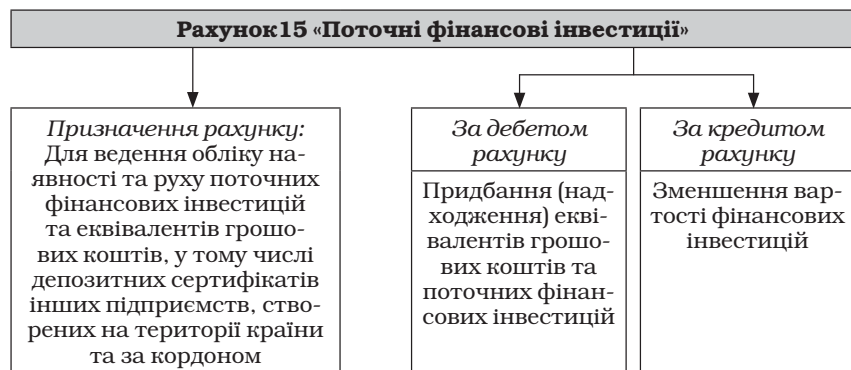 Рахунок15 «Поточні фінансові інвестиції»
Призначення рахунку:
Для ведення обліку на-
явності та руху поточних
фінансових інвестицій
та еквівалентів грошо-
вих коштів, у тому числі
депозитних сертифікатів
інших підприємств, ство-
рених на території країни
та за кордоном
За дебетом
рахунку
Придбання (над-
ходження) екві-
валентів грошо-
вих коштів та
поточних фінан-
сових інвестицій
За кредитом
рахунку
Зменшення вар-
тості фінансових
інвестицій